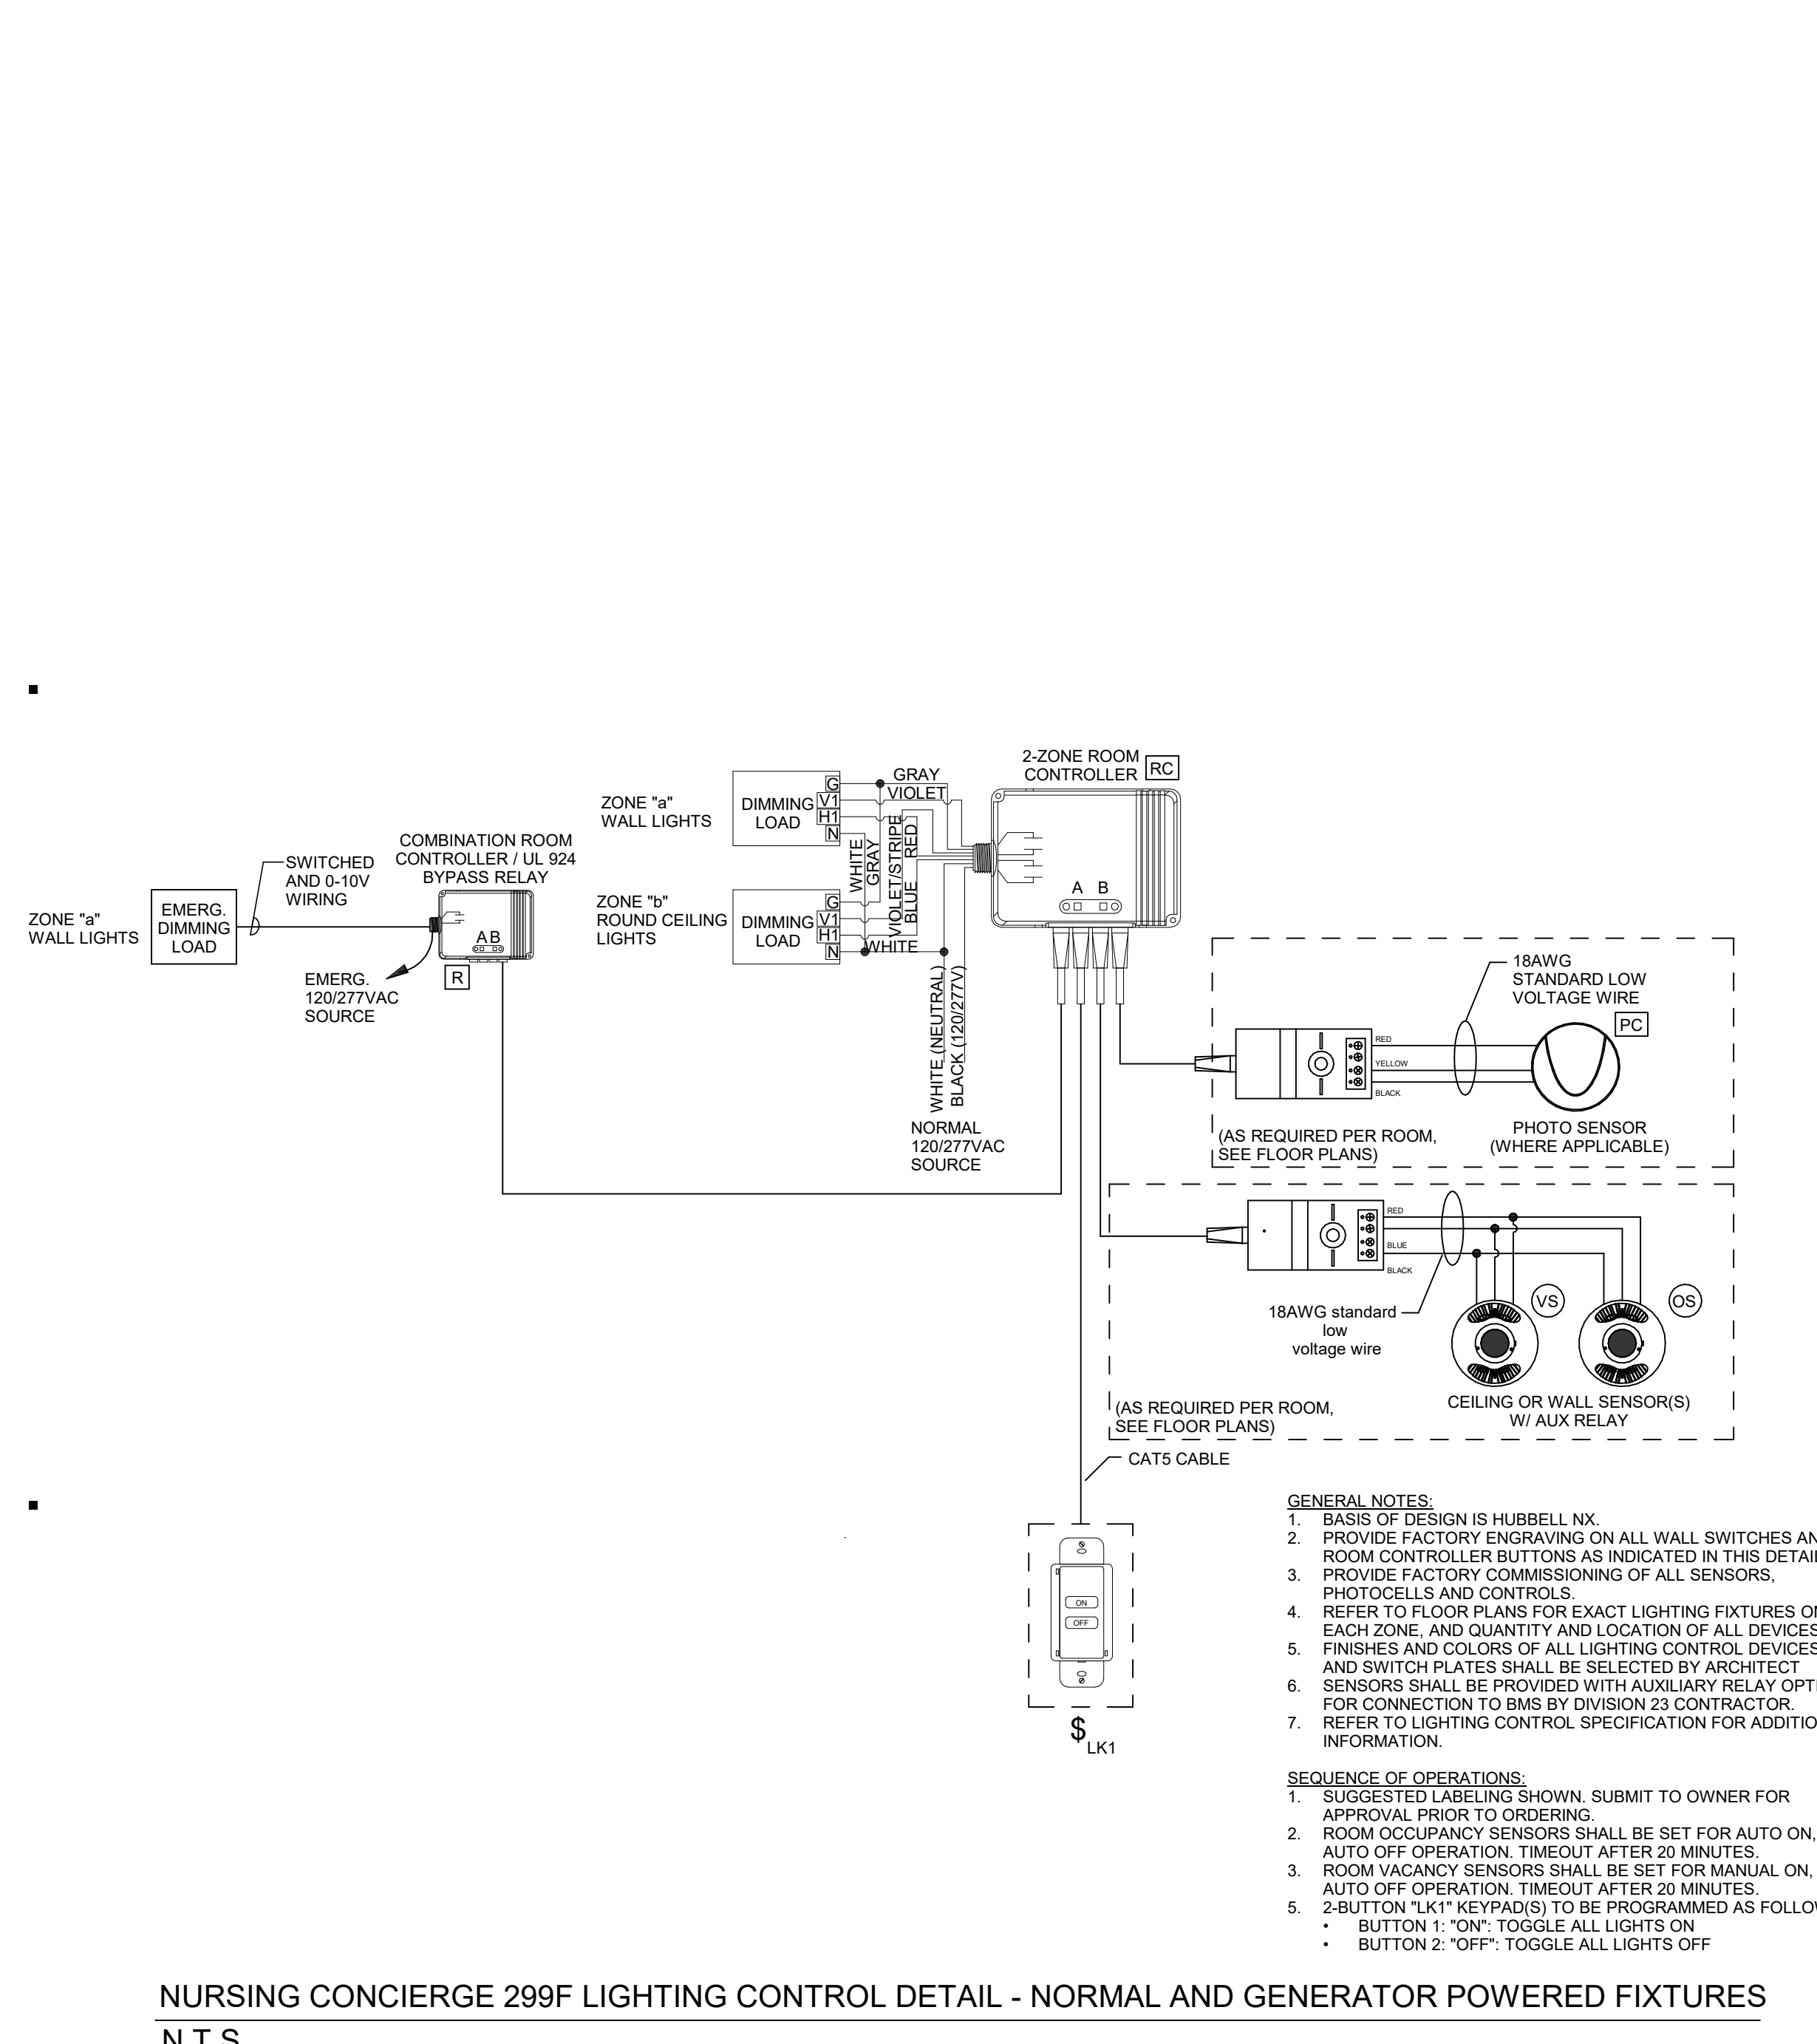 2-ZONE ROOM
CONTROLLER
RC
ZONE "a"
WALL LIGHTS
DIMMING
LOAD
G
V1
H1
N
GRAY
VIOLET
WHITE
GRAY
VIOLET/STRIPE
BLUE
RED
ZONE "b"
ROUND CEILING
LIGHTS
DIMMING
LOAD
G
V1
H1
N
WHITE
WHITE (NEUTRAL)
BLACK (120/277V)
NORMAL
120/277VAC
SOURCE
A B
COMBINATION ROOM
CONTROLLER / UL 924
BYPASS RELAY
AB
R
SWITCHED
AND 0-10V
WIRING
ZONE "a"
WALL LIGHTS
EMERG.
DIMMING
LOAD
EMERG.
120/277VAC
SOURCE
18AWG
STANDARD LOW
VOLTAGE WIRE
PC
RED
YELLOW
BLACK
(AS REQUIRED PER ROOM,
SEE FLOOR PLANS)
PHOTO SENSOR
(WHERE APPLICABLE)
RED
BLUE
BLACK
VS
OS
18AWG standard
low
voltage wire
CEILING OR WALL SENSOR(S)
W/ AUX RELAY
(AS REQUIRED PER ROOM,
SEE FLOOR PLANS)
CAT5 CABLE
ON
OFF
$
LK1
GENERAL NOTES:
1. BASIS OF DESIGN IS HUBBELL NX.
2. PROVIDE FACTORY ENGRAVING ON ALL WALL SWITCHES
ROOM CONTROLLER BUTTONS AS INDICATED IN THIS
3. PROVIDE FACTORY COMMISSIONING OF ALL SENSORS,
PHOTOCELLS AND CONTROLS.
4. REFER TO FLOOR PLANS FOR EXACT LIGHTING FIXTURES
EACH ZONE, AND QUANTITY AND LOCATION OF ALL DEVICES
5. FINISHES AND COLORS OF ALL LIGHTING CONTROL DEVICES
AND SWITCH PLATES SHALL BE SELECTED BY ARCHITECT
6. SENSORS SHALL BE PROVIDED WITH AUXILIARY RELAY
FOR CONNECTION TO BMS BY DIVISION 23 CONTRACTOR.
7. REFER TO LIGHTING CONTROL SPECIFICATION FOR
INFORMATION.
SEQUENCE OF OPERATIONS:
1. SUGGESTED LABELING SHOWN. SUBMIT TO OWNER FOR
APPROVAL PRIOR TO ORDERING.
2. ROOM OCCUPANCY SENSORS SHALL BE SET FOR AUTO ON,
AUTO OFF OPERATION. TIMEOUT AFTER 20 MINUTES.
3. ROOM VACANCY SENSORS SHALL BE SET FOR MANUAL ON,
AUTO OFF OPERATION. TIMEOUT AFTER 20 MINUTES.
5. 2-BUTTON "LK1" KEYPAD(S) TO BE PROGRAMMED AS
• BUTTON 1: "ON": TOGGLE ALL LIGHTS ON
• BUTTON 2: "OFF": TOGGLE ALL LIGHTS OFF
NURSING CONCIERGE 299F LIGHTING CONTROL DETAIL - NORMAL AND GENERATOR POWERED FIXTURES
N.T.S.